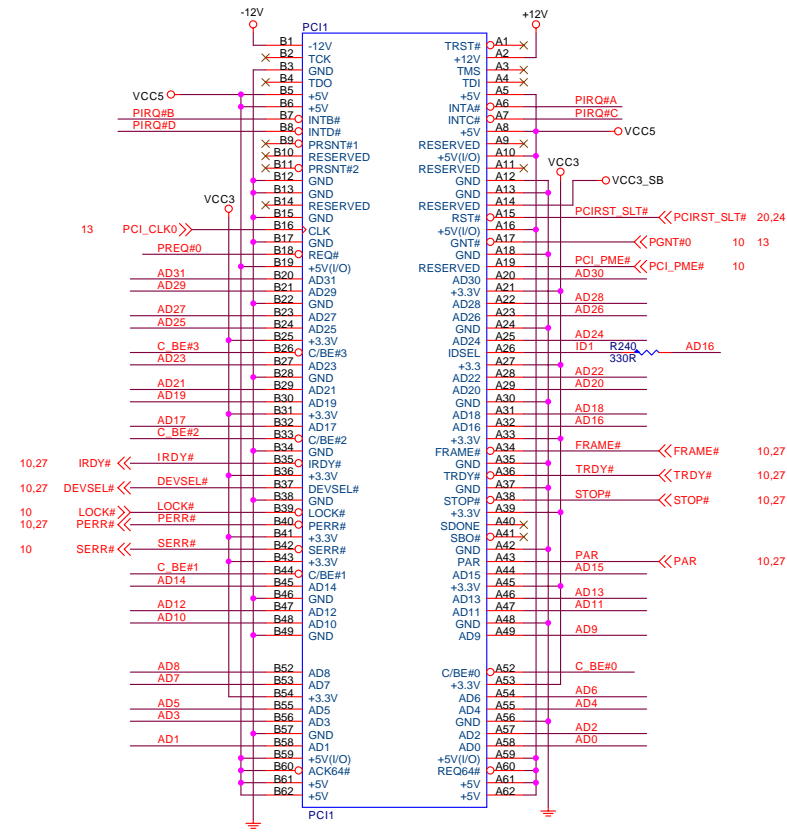 -12V +12V
PCI1
B1 -12V TRST# A1
B2 TCK +12V A2
B3 GND TMS A3
B4 TDO TDI A4
VCC5 B5 +5V +5V A5
B6 +5V INTA# A6 PIRQ#A
PIRQ#B B7 INTB# INTC# A7 PIRQ#C
PIRQ#D B8 INTD# +5V A8 VCC5
B9 PRSNT#1 RESERVED A9
B10 RESERVED +5V(I/O) A10
B11 PRSNT#2 RESERVED A11 VCC3
B12 GND GND A12
B13 GND GND A13 VCC3_SB
VCC3 B14 RESERVED RESERVED A14
B15 GND RST# A15 PCIRST_SLT# PCIRST_SLT# 20,24
13 PCI_CLK0 B16 CLK +5V(I/O) A16
B17 GND GNT# A17 PGNT#0 10 13
PREQ#0 B18 REQ# GND A18
B19 +5V(I/O) RESERVED A19 PCI_PME# PCI_PME# 10
AD31 B20 AD31 AD30 A20 AD30
AD29 B21 AD29 +3.3V A21
B22 GND AD28 A22 AD28
AD27 B23 AD27 AD26 A23 AD26
AD25 B24 AD25 GND A24
B25 +3.3V AD24 A25 AD24
C_BE#3 B26 C/BE#3 IDSEL A26 ID1 R240 330R AD16
AD23 B27 AD23 +3.3 A27
B28 GND AD22 A28 AD22
AD21 B29 AD21 AD20 A29 AD20
AD19 B30 AD19 GND A30
B31 +3.3V AD18 A31 AD18
AD17 B32 AD17 AD16 A32 AD16
C_BE#2 B33 C/BE#2 +3.3V A33
B34 GND FRAME# A34 FRAME# FRAME# 10,27
10,27 IRDY# IRDY# B35 IRDY# GND A35
B36 +3.3V TRDY# A36 TRDY# TRDY# 10,27
10,27 DEVSEL# DEVSEL# B37 DEVSEL# GND A37
B38 GND STOP# A38 STOP# STOP# 10,27
10 LOCK# LOCK# B39 LOCK# +3.3V A39
10,27 PERR# PERR# B40 PERR# SDONE A40
B41 +3.3V SBO# A41
10 SERR# SERR# B42 SERR# GND A42
B43 +3.3V PAR A43 PAR PAR 10,27
C_BE#1 B44 C/BE#1 AD15 A44 AD15
AD14 B45 AD14 +3.3V A45
B46 GND AD13 A46 AD13
AD12 B47 AD12 AD11 A47 AD11
AD10 B48 AD10 GND A48
B49 GND AD9 A49 AD9
AD8 B52 AD8 C/BE#0 A52 C_BE#0
AD7 B53 AD7 +3.3V A53
B54 +3.3V AD6 A54 AD6
AD5 B55 AD5 AD4 A55 AD4
AD3 B56 AD3 GND A56
B57 GND AD2 A57 AD2
AD1 B58 AD1 AD0 A58 AD0
B59 +5V(I/O) +5V(I/O) A59
B60 ACK64# REQ64# A60
B61 +5V +5V A61
B62 +5V +5V A62
PCI1